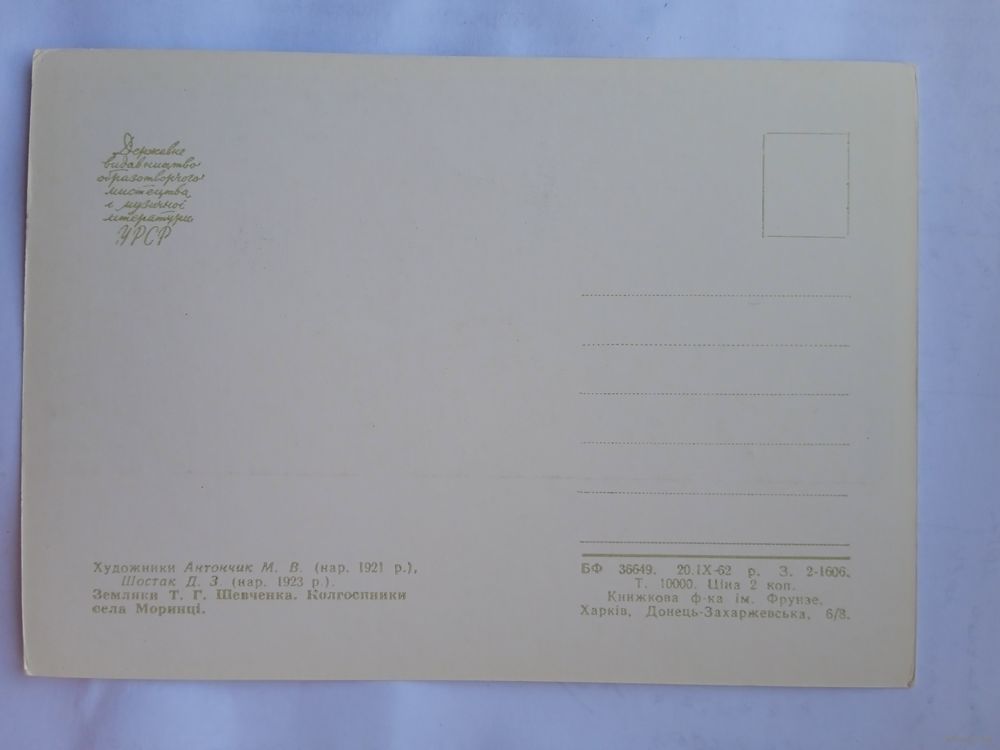 Державне
видавництво
образотворчого
мистецтва
і музичної
літератури
УРСР
Художники Антончик М. В. (нар. 1921 р.),
Шостак Д. З. (нар. 1923 р.).
Земляки Т. Г. Шевченка. Колгоспники
села Моринці.
БФ 36649. 20.IX-62 р. З. 2-1606.
Т. 10000. Ціна 2 коп.
Книжкова ф-ка ім. Фрунзе.
Харків, Донець-Захаржевська, 6/8.